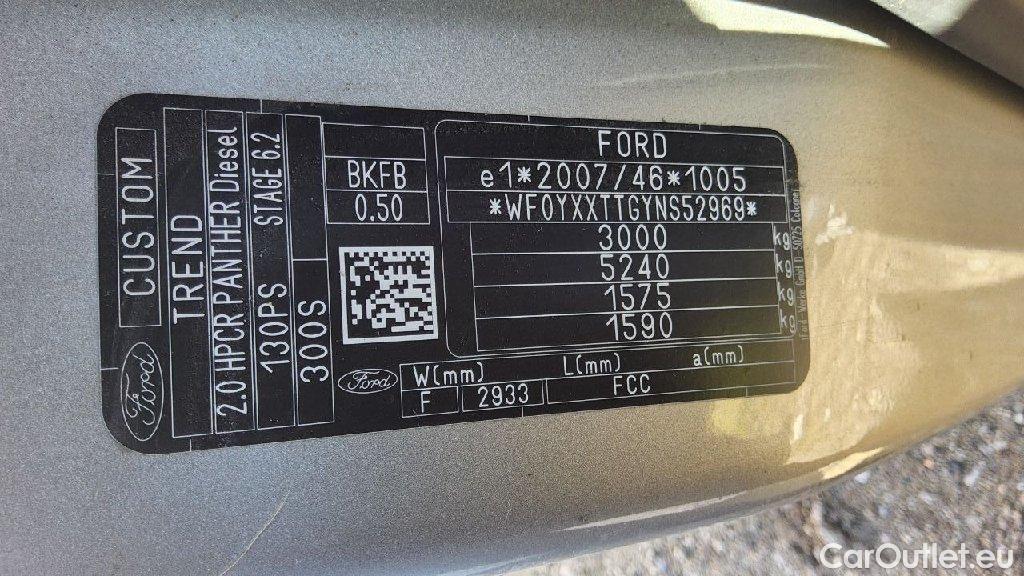 CUSTOM
TREND
2.0 HPCR PANTHER Diesel
130PS STAGE 6.2
300S
Ford
BKFB
0.50
FORD
e1*2007/46*1005
*WF0YXXTTGYNS52969*
3000 kg
5240 kg
1575 kg
1590 kg
Ford
W(mm) L(mm) a(mm)
F 2933 FCC
CarOutlet.eu